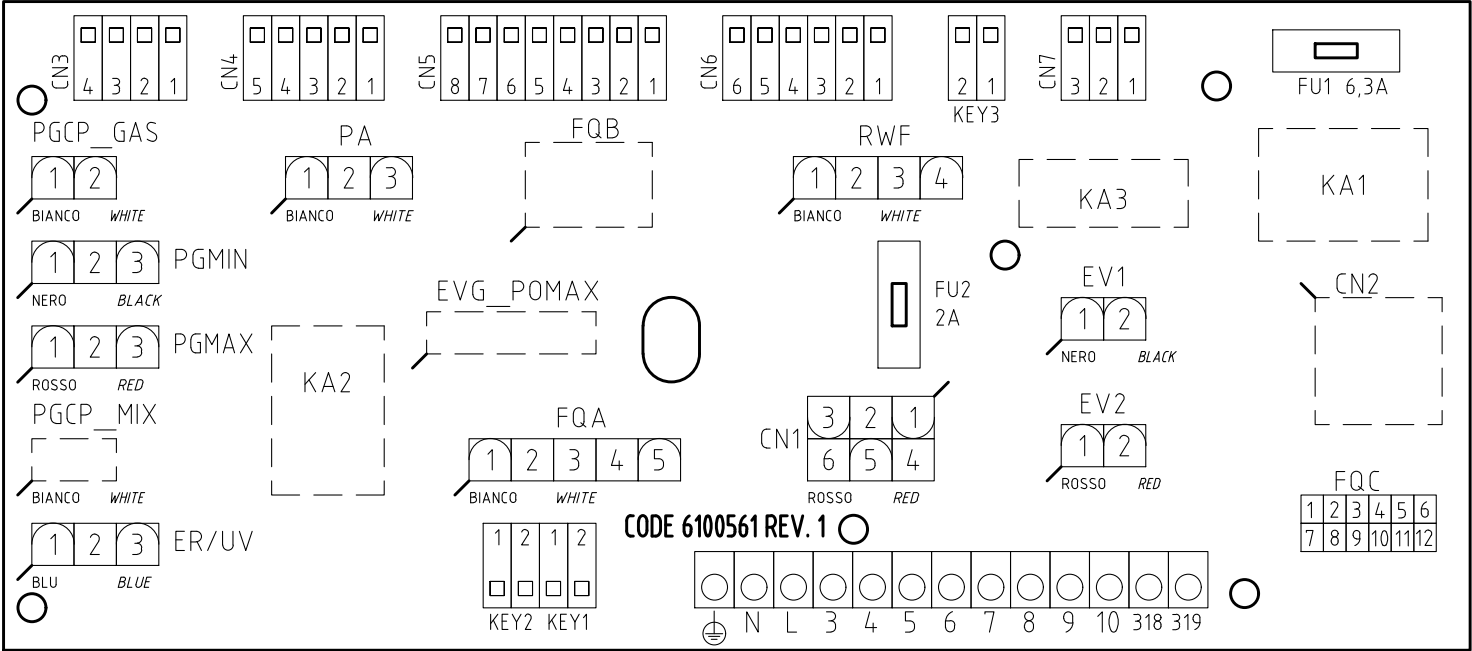 CN3 4 3 2 1
CN4 5 4 3 2 1
CN5 8 7 6 5 4 3 2 1
CN6 6 5 4 3 2 1
2 1
KEY3
CN7 3 2 1
FU1 6,3A
PGCP_GAS
1 2
BIANCO WHITE
PA
1 2 3
BIANCO WHITE
FQB
RWF
1 2 3 4
BIANCO WHITE
KA3
KA1
1 2 3 PGMIN
NERO BLACK
EVG_POMAX
FU2
2A
EV1
1 2
NERO BLACK
CN2
1 2 3 PGMAX
ROSSO RED
KA2
PGCP_MIX
BIANCO WHITE
FQA
1 2 3 4 5
BIANCO WHITE
CN1
3 2 1
6 5 4
ROSSO RED
EV2
1 2
ROSSO RED
FQC
1 2 3 4 5 6
7 8 9 10 11 12
1 2 3 ER/UV
BLU BLUE
1 2 1 2
KEY2 KEY1
CODE 6100561 REV. 1
N L 3 4 5 6 7 8 9 10 318 319